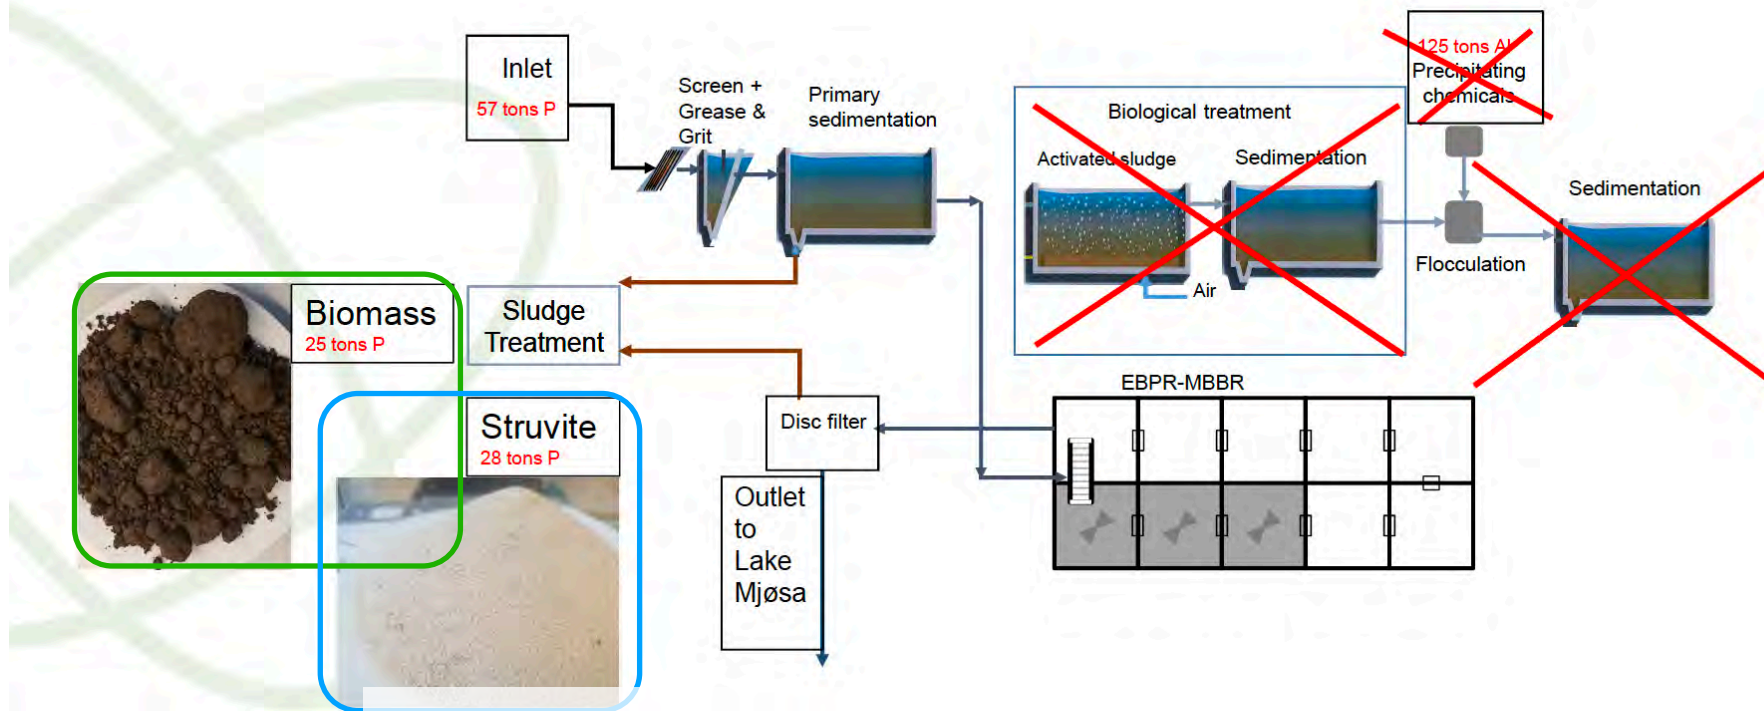 Inlet
57 tons P
Screen +
Grease &
Grit
Primary
sedimentation
Biological treatment
Activated sludge
Sedimentation
Air
125 tons Al
Precipitating
chemicals
Flocculation
Sedimentation
Biomass
25 tons P
Sludge
Treatment
Struvite
28 tons P
Disc filter
Outlet
to
Lake
Mjøsa
EBPR-MBBR